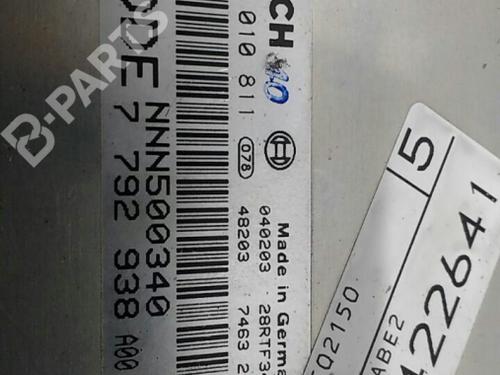 DDE
NNN500340
7 792 938 A00
CH
010 811
078
040203
48203
Made in Germa
28RTF3
7463 2
5
422641
ABE2
Q2150
B-PARTS